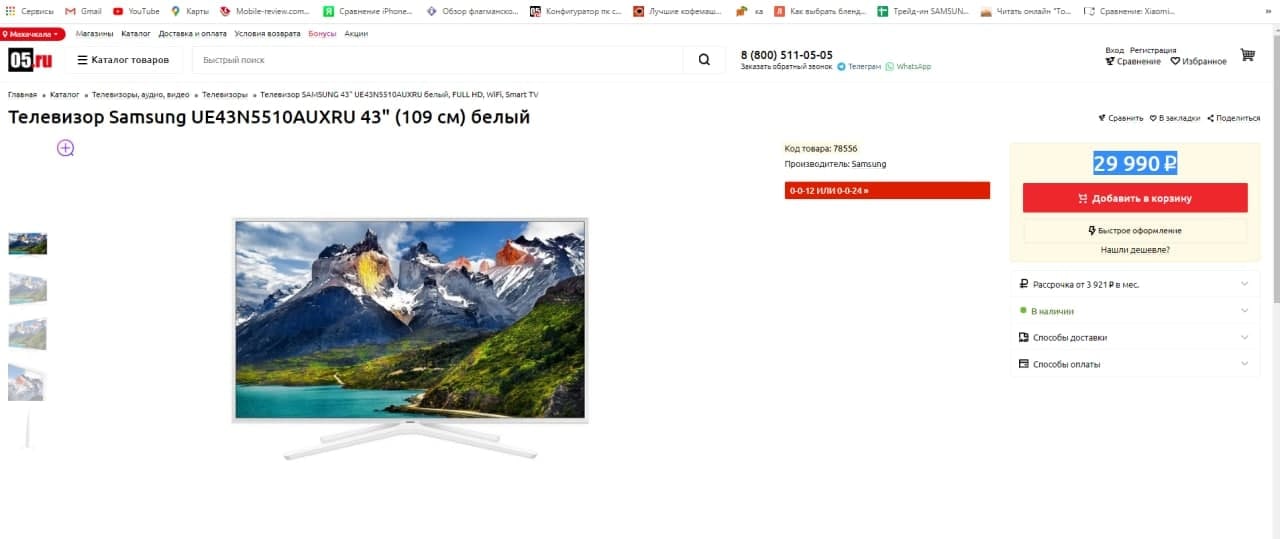 Сервисы Gmail YouTube Карты Mobile-review.com... Сравнение iPhone... Обзор флагманско... Конфигуратор пк с... Лучшие кофемаш... ка Как выбрать бленд... Трейд-ин SAMSUN... Читать онлайн "То... Сравнение: Xiaomi... »
Махачкала Магазины Каталог Доставка и оплата Условия возврата Бонусы Акции
05.ru Каталог товаров Быстрый поиск 8 (800) 511-05-05 Вход Регистрация
Заказать обратный звонок Телеграм WhatsApp Сравнение Избранное
Главная Каталог Телевизоры, аудио, видео Телевизоры Телевизор SAMSUNG 43" UE43N5510AUXRU белый, FULL HD, WiFi, Smart TV
Телевизор Samsung UE43N5510AUXRU 43" (109 см) белый Сравнить В закладки Поделиться
Код товара: 78556
Производитель: Samsung
0-0-12 ИЛИ 0-0-24 »
29 990 ₽
Добавить в корзину
Быстрое оформление
Нашли дешевле?
Рассрочка от 3 921 ₽ в мес.
В наличии
Способы доставки
Способы оплаты